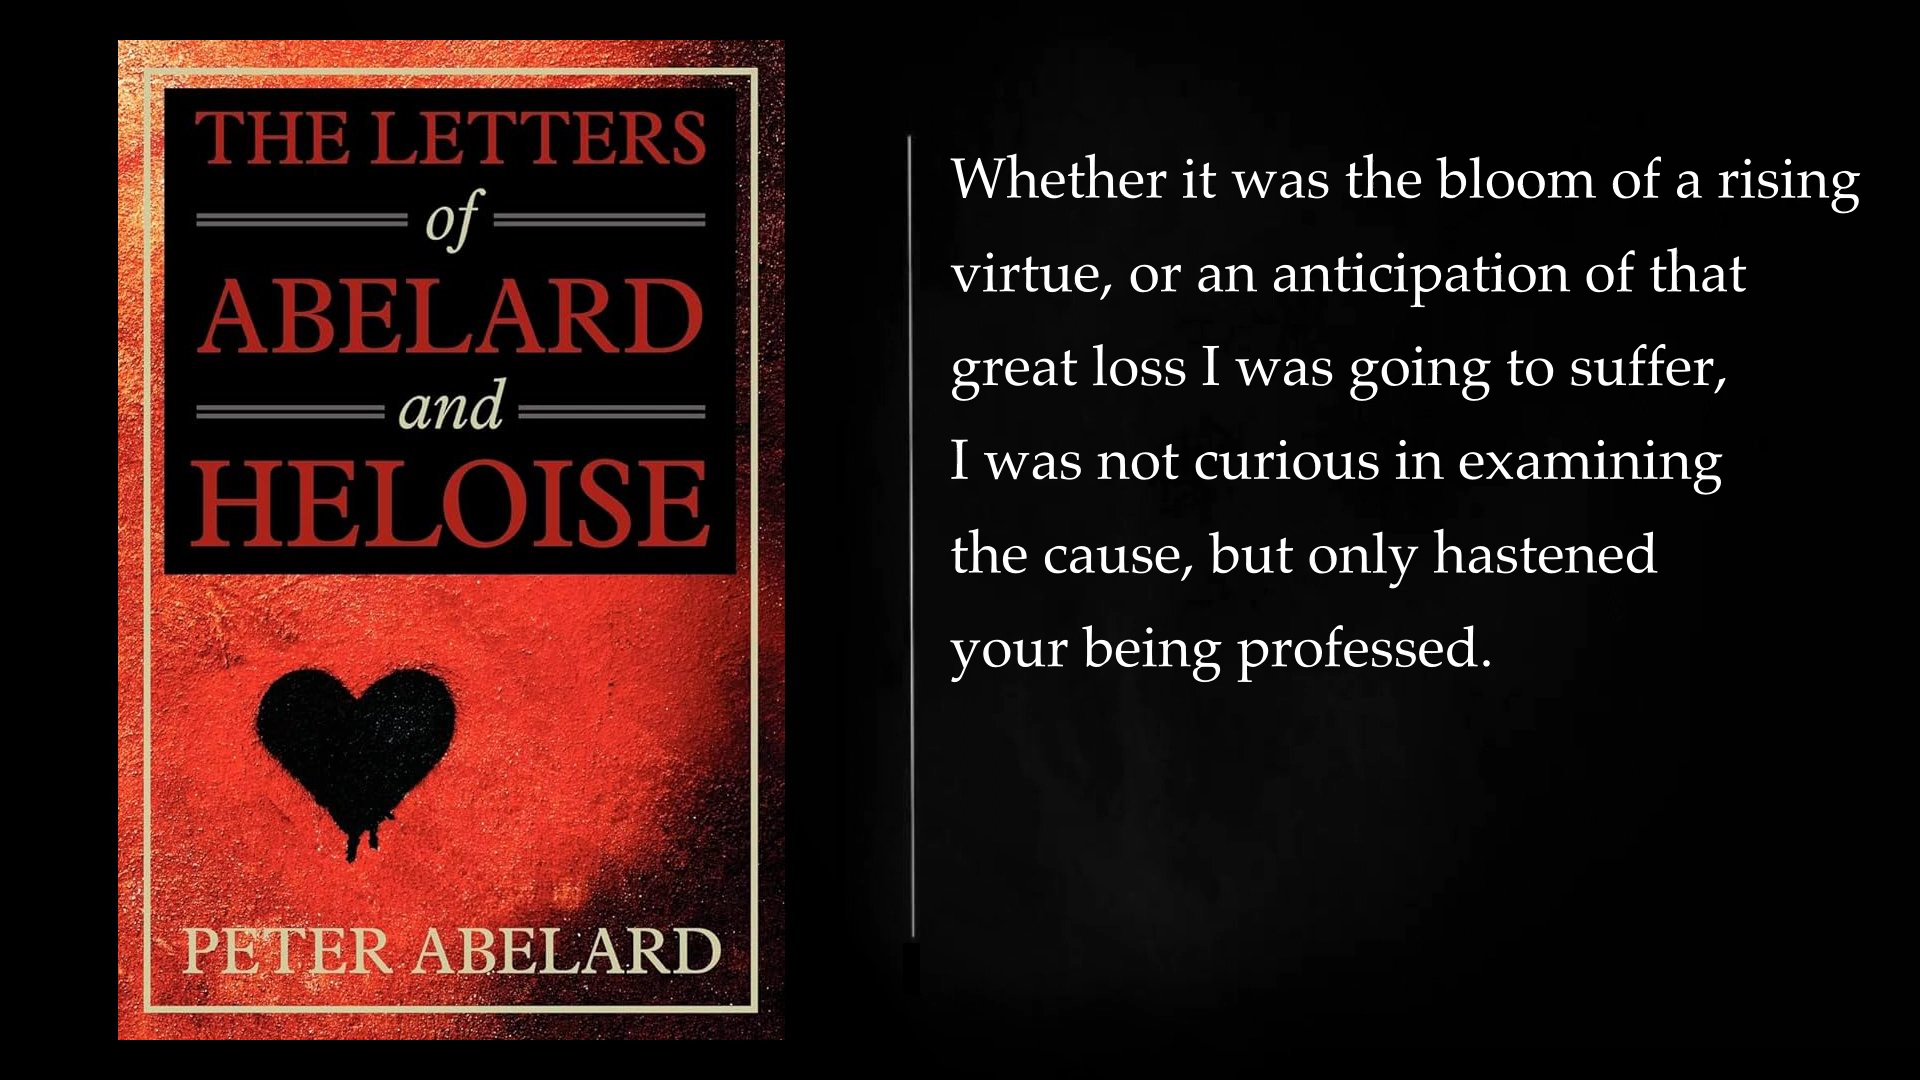 THE LETTERS
of
ABELARD
and
HELOISE
PETER ABELARD
Whether it was the bloom of a rising
virtue, or an anticipation of that
great loss I was going to suffer,
I was not curious in examining
the cause, but only hastened
your being professed.